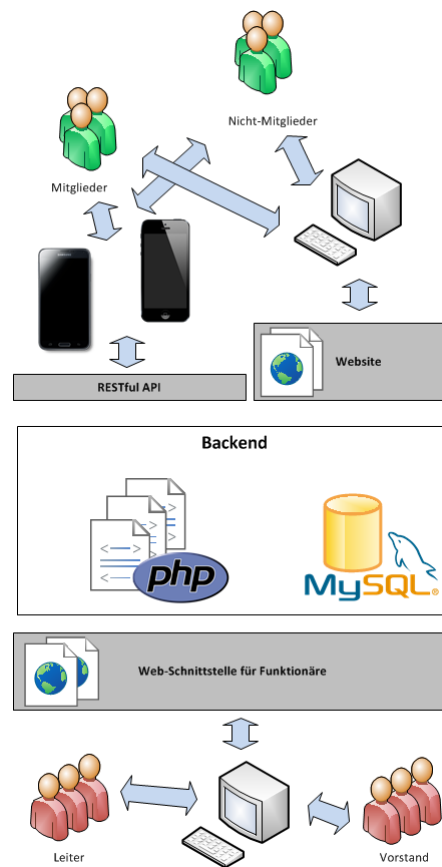 Nicht-Mitglieder
Mitglieder
RESTful API
Website
Backend
php
MySQL®
Web-Schnittstelle für Funktionäre
Leiter
Vorstand